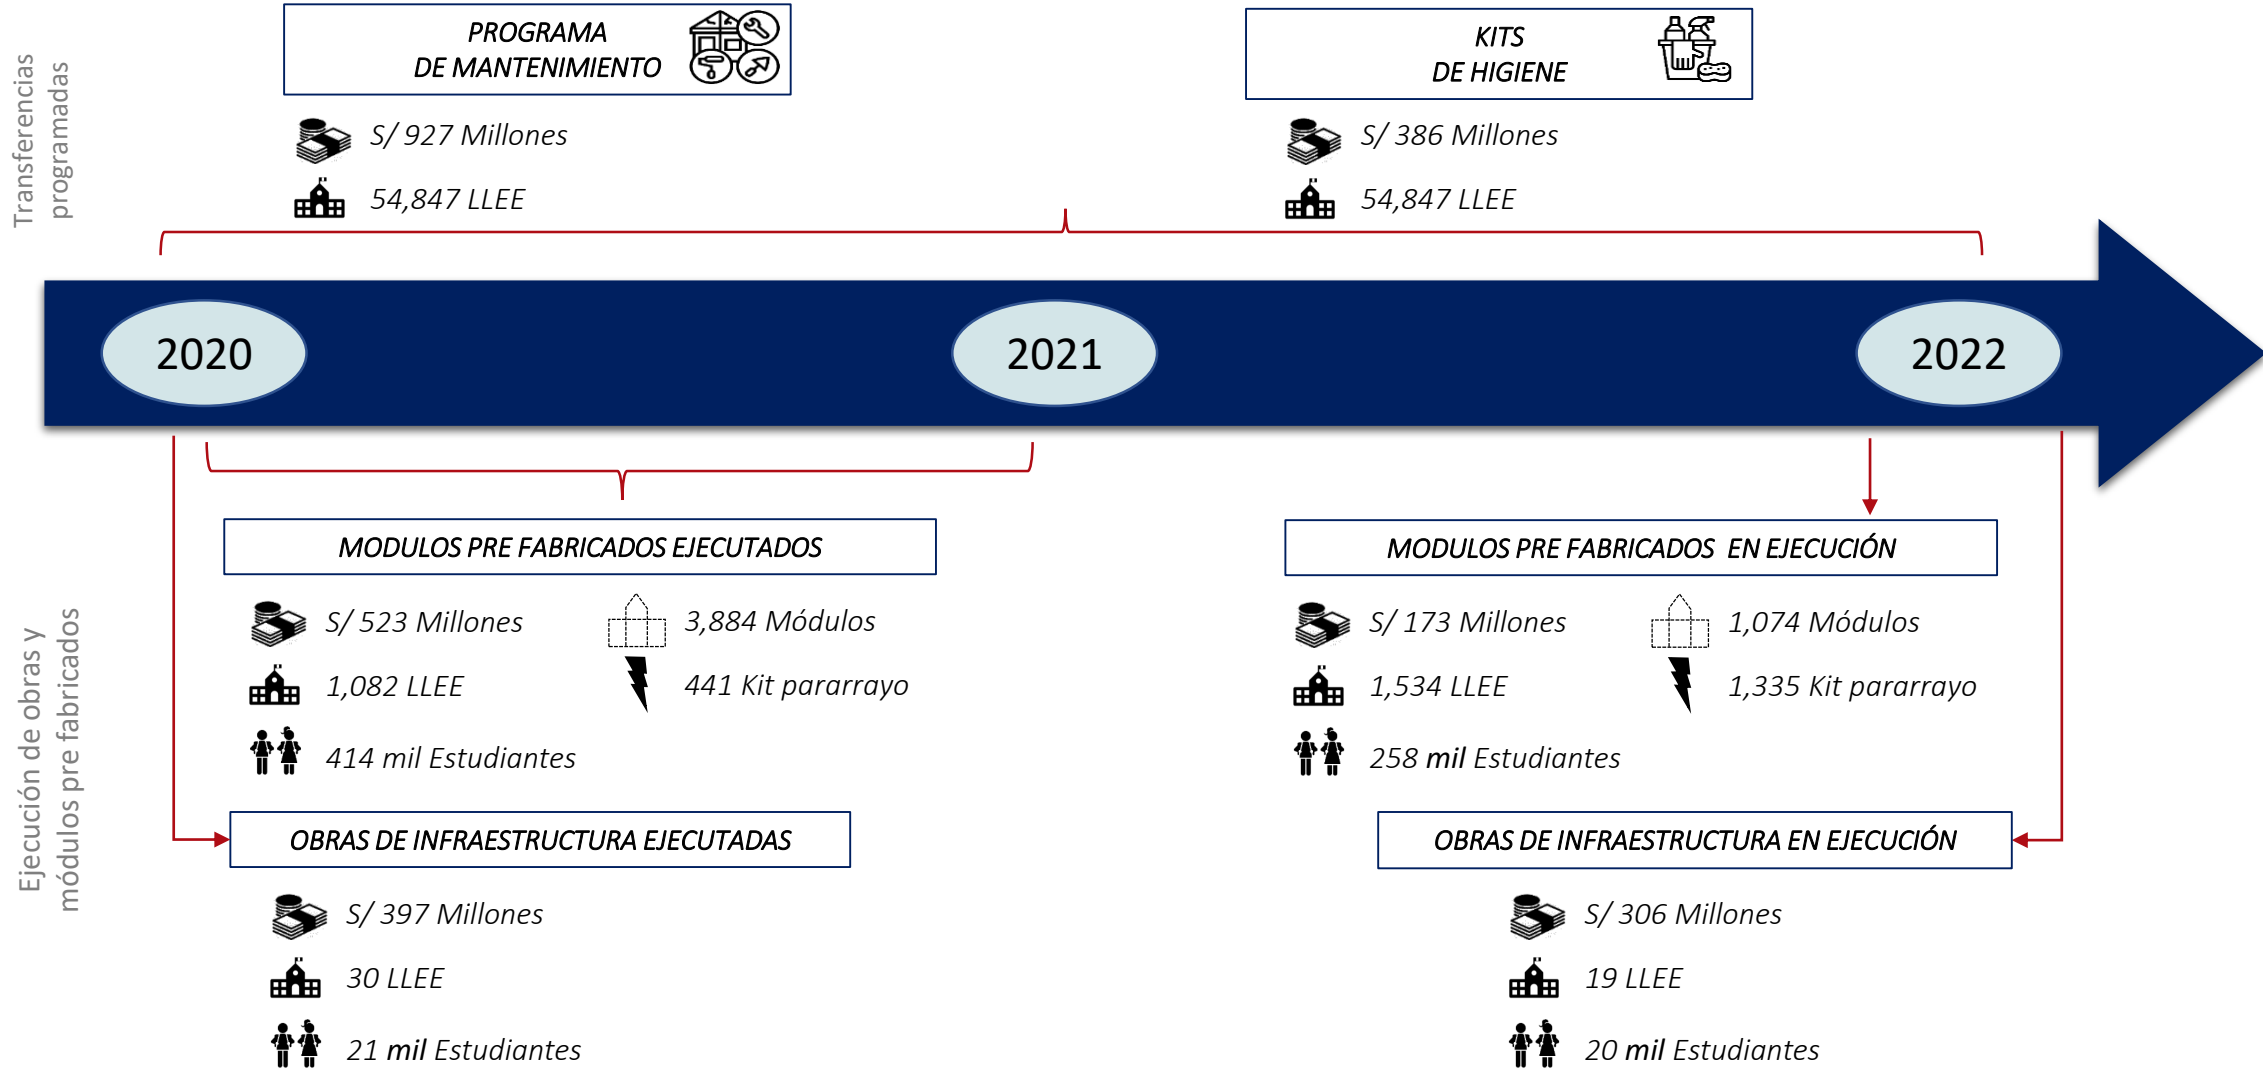 Transferencias
programadas
PROGRAMA
DE MANTENIMIENTO
S/ 927 Millones
54,847 LLEE
KITS
DE HIGIENE
S/ 386 Millones
54,847 LLEE
2020
2021
2022
Ejecución de obras y
módulos pre fabricados
MODULOS PRE FABRICADOS EJECUTADOS
S/ 523 Millones
3,884 Módulos
1,082 LLEE
441 Kit pararrayo
414 mil Estudiantes
MODULOS PRE FABRICADOS EN EJECUCIÓN
S/ 173 Millones
1,074 Módulos
1,534 LLEE
1,335 Kit pararrayo
258 mil Estudiantes
OBRAS DE INFRAESTRUCTURA EJECUTADAS
S/ 397 Millones
30 LLEE
21 mil Estudiantes
OBRAS DE INFRAESTRUCTURA EN EJECUCIÓN
S/ 306 Millones
19 LLEE
20 mil Estudiantes